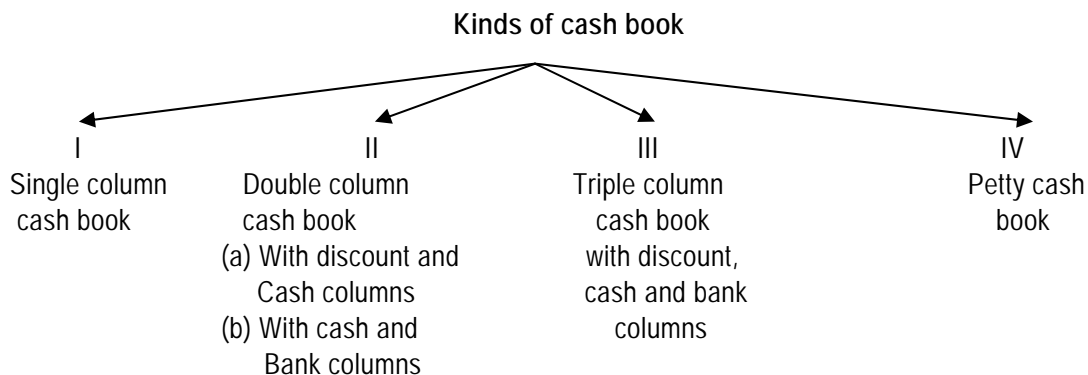 Kinds of cash book
I
Single column
cash book
II
Double column
cash book
(a) With discount and
Cash columns
(b) With cash and
Bank columns
III
Triple column
cash book
with discount,
cash and bank
columns
IV
Petty cash
book